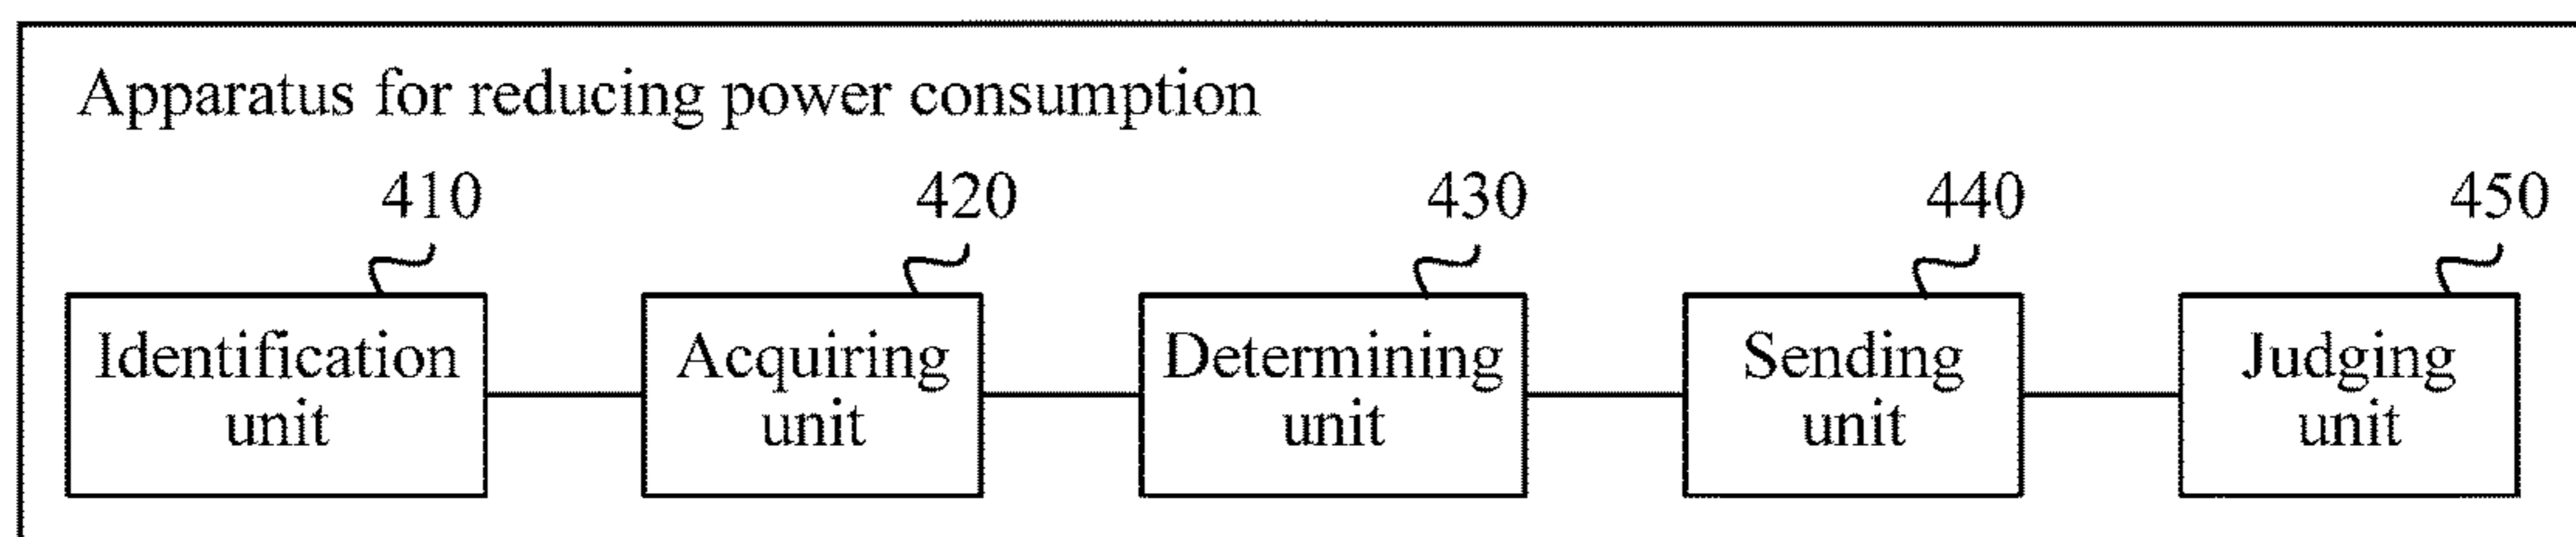 Apparatus for reducing power consumption
410 420 430 440 450
Identification Acquiring Determining Sending Judging
unit unit unit unit unit